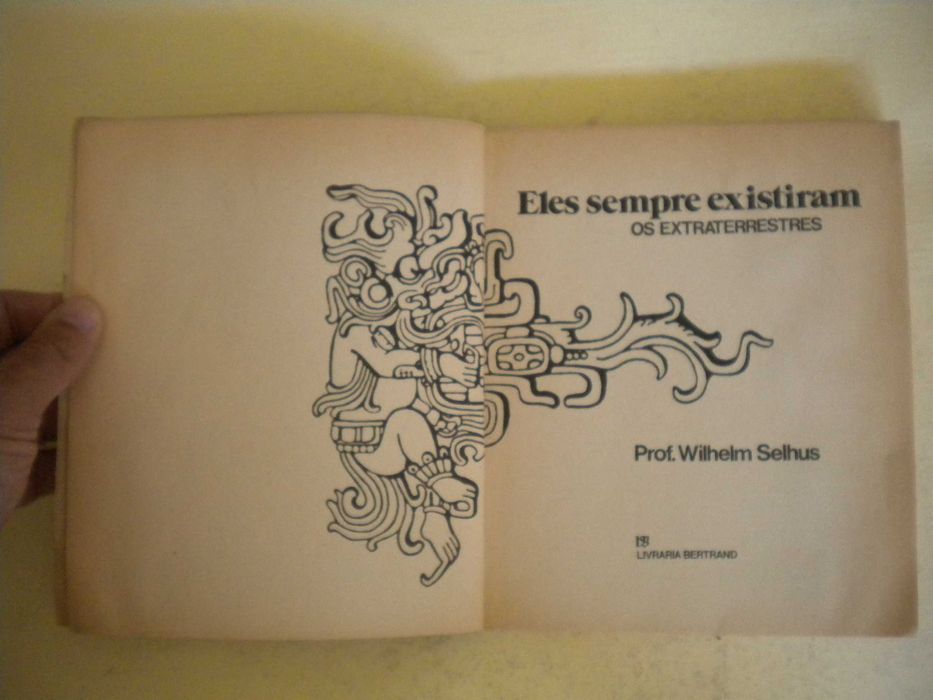 Eles sempre existiram
OS EXTRATERRESTRES
Prof. Wilhelm Selhus
LIVRARIA BERTRAND